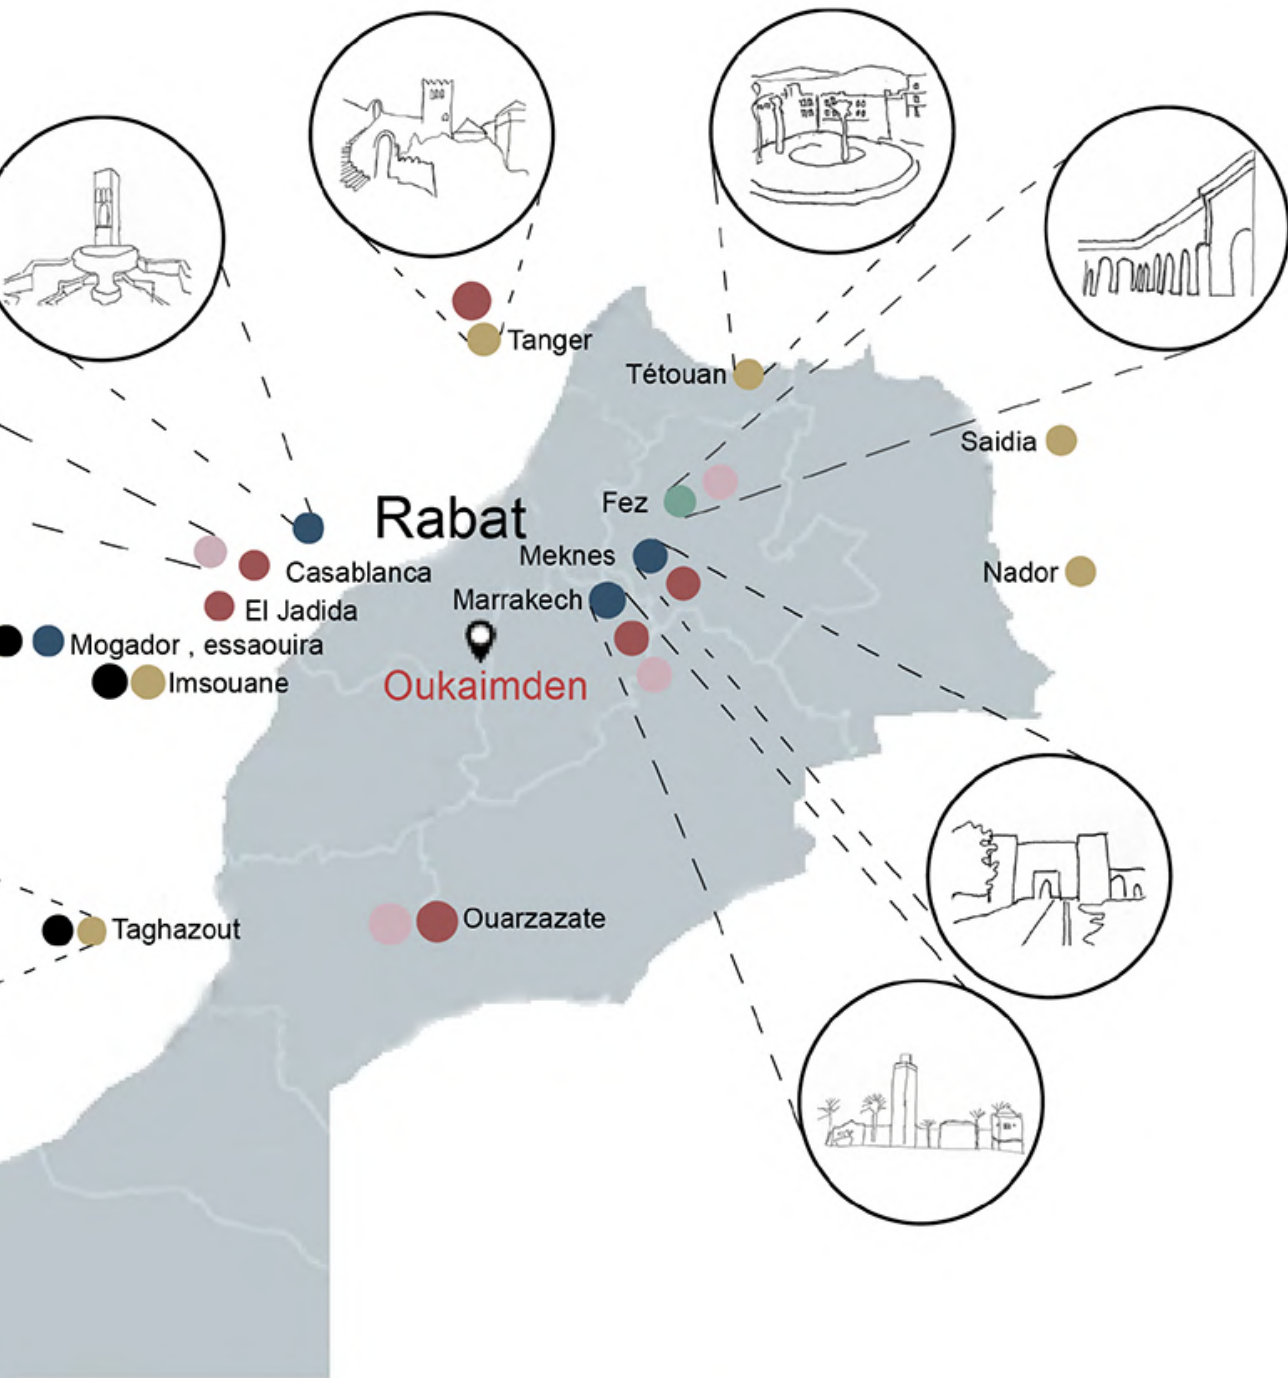 Tanger
Tétouan
Saidia
Fez
Rabat
Meknes
Nador
Casablanca
Marrakech
El Jadida
Mogador , essaouira
Imsouane
Oukaimden
Ouarzazate
Taghazout